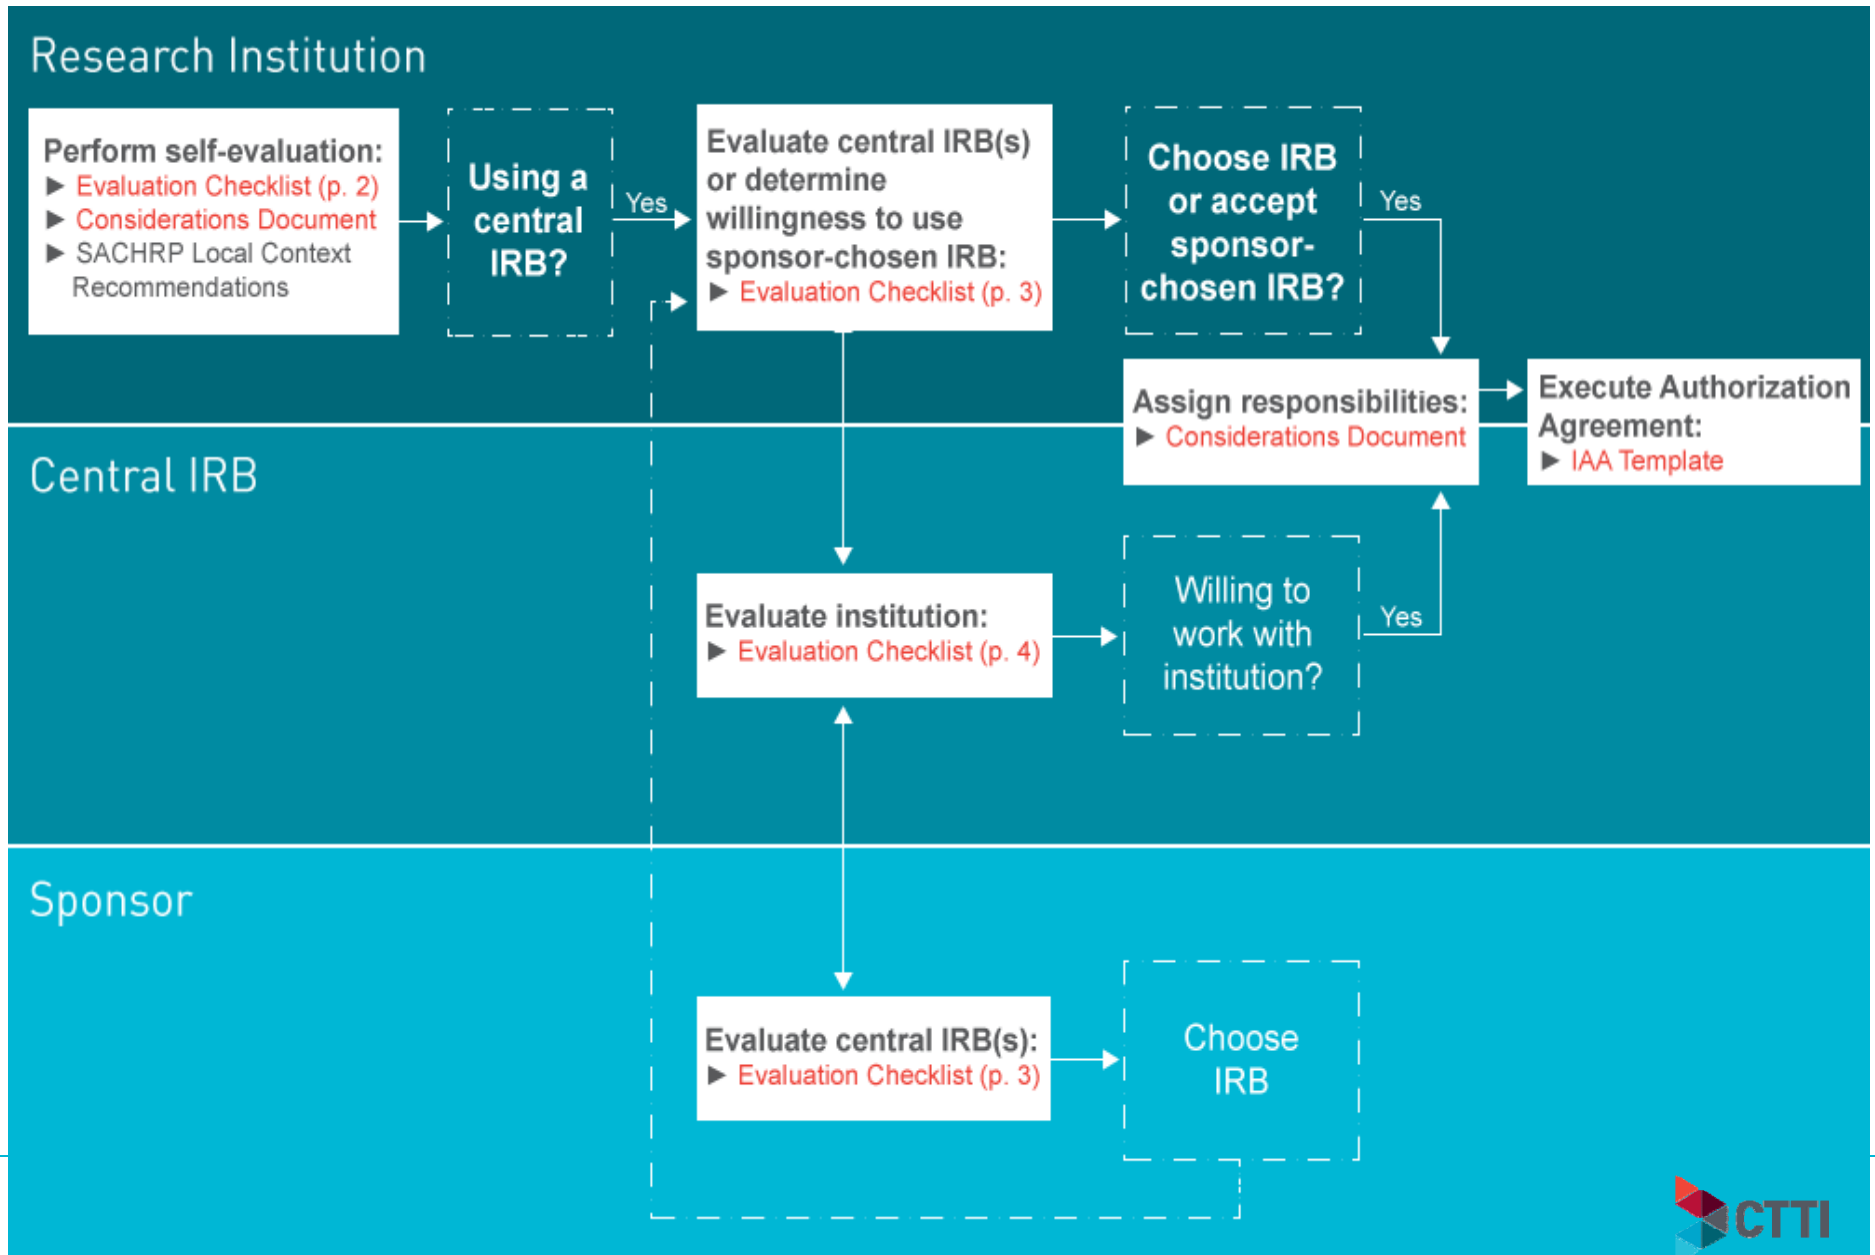 Research Institution
Perform self-evaluation:
► Evaluation Checklist (p. 2)
► Considerations Document
► SACHRP Local Context
Recommendations
Using a
central
IRB?
Yes
Evaluate central IRB(s)
or determine
willingness to use
sponsor-chosen IRB:
► Evaluation Checklist (p. 3)
Choose IRB
or accept
sponsor-
chosen IRB?
Yes
Assign responsibilities:
► Considerations Document
Execute Authorization
Agreement:
► IAA Template
Central IRB
Evaluate institution:
► Evaluation Checklist (p. 4)
Willing to
work with
institution?
Yes
Sponsor
Evaluate central IRB(s):
► Evaluation Checklist (p. 3)
Choose
IRB
CTTI